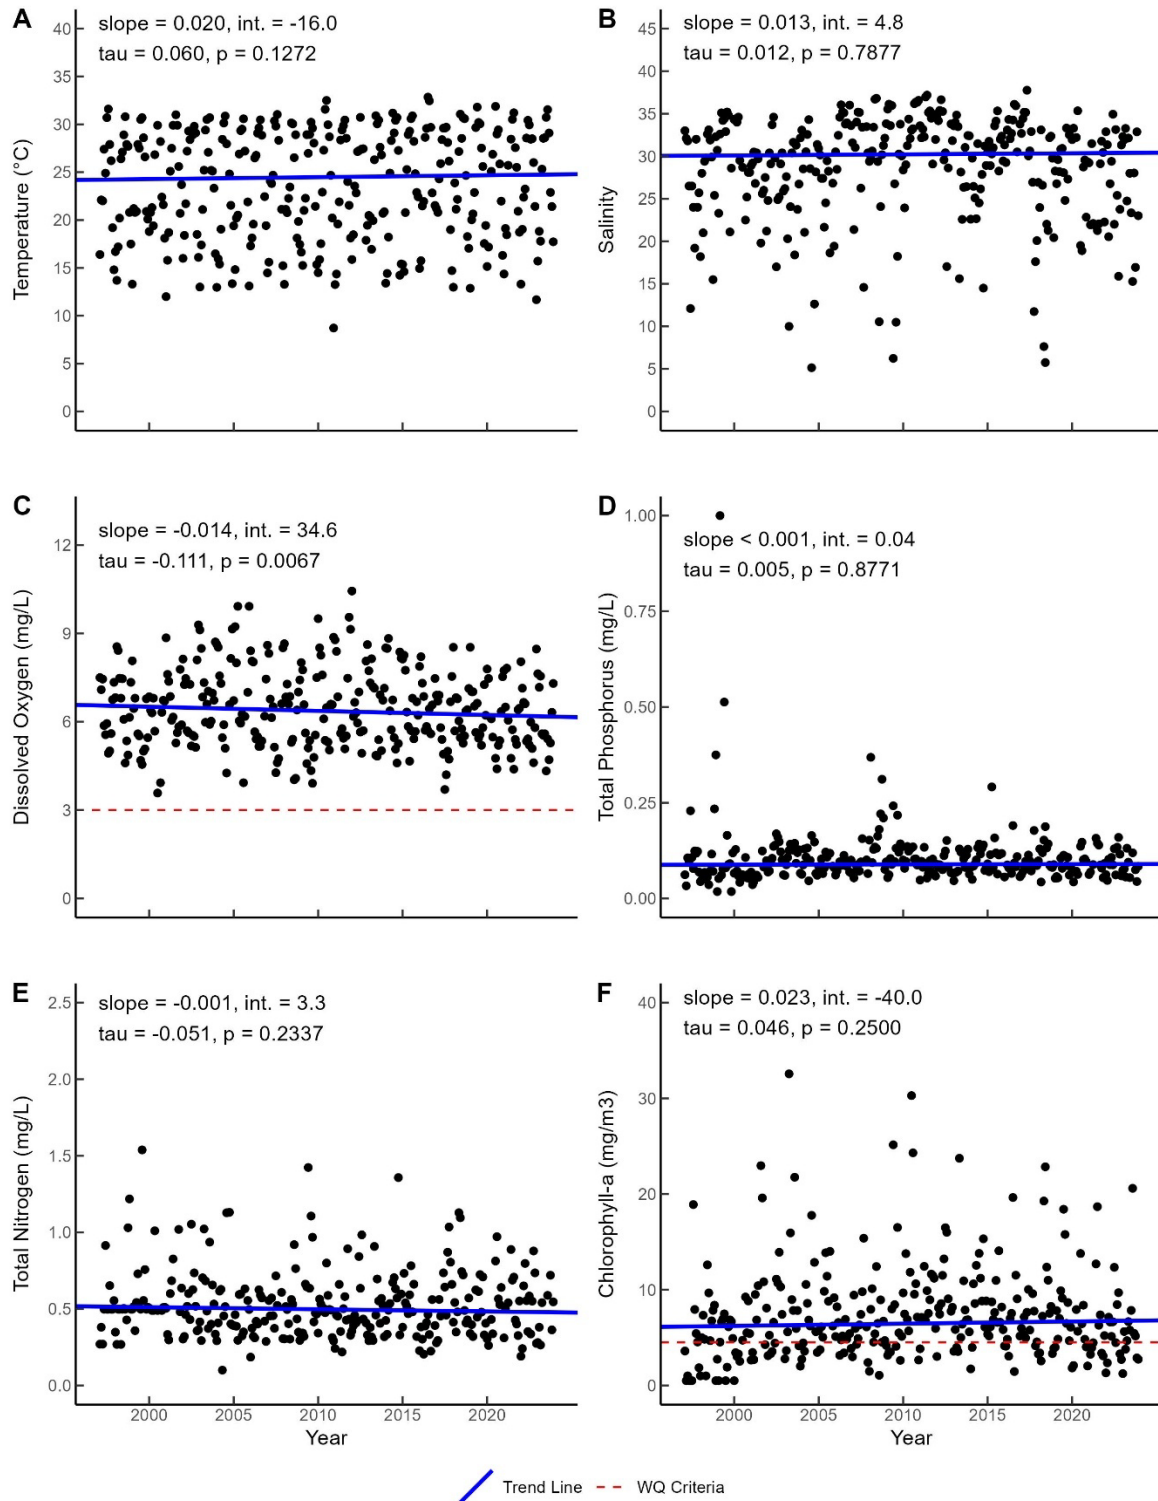 A
slope = 0.020, int. = -16.0
tau = 0.060, p = 0.1272
40
35
30
25
20
15
10
5
0
Temperature (°C)
B
slope = 0.013, int. = 4.8
tau = 0.012, p = 0.7877
45
40
35
30
25
20
15
10
5
0
Salinity
C
slope = -0.014, int. = 34.6
tau = -0.111, p = 0.0067
12
9
6
3
0
Dissolved Oxygen (mg/L)
D
slope < 0.001, int. = 0.04
tau = 0.005, p = 0.8771
1.00
0.75
0.50
0.25
0.00
Total Phosphorus (mg/L)
E
slope = -0.001, int. = 3.3
tau = -0.051, p = 0.2337
2.5
2.0
1.5
1.0
0.5
0.0
Total Nitrogen (mg/L)
2000 2005 2010 2015 2020
Year
F
slope = 0.023, int. = -40.0
tau = 0.046, p = 0.2500
40
30
20
10
0
Chlorophyll-a (mg/m3)
2000 2005 2010 2015 2020
Year
Trend Line WQ Criteria